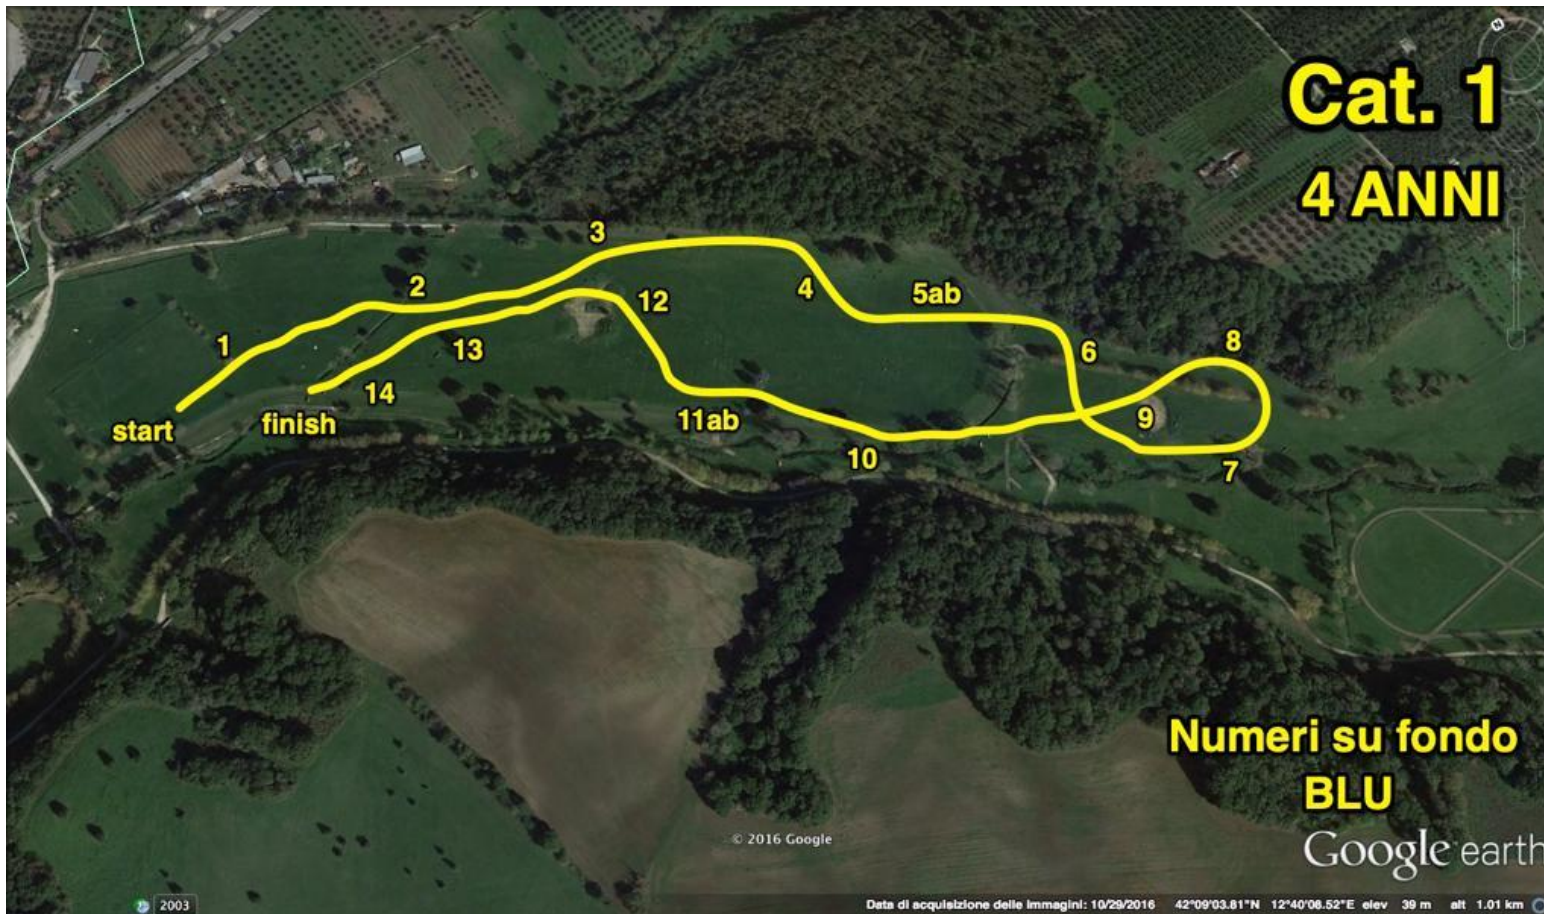 Cat. 1
4 ANNI
3
2
12
4
5ab
1
13
6
8
14
start
finish
11ab
9
10
7
Numeri su fondo
BLU
© 2016 Google
Google earth
2003
Data di acquisizione delle immagini: 10/29/2016 42°09'03.81"N 12°40'08.52"E elev 39 m alt 1.01 km